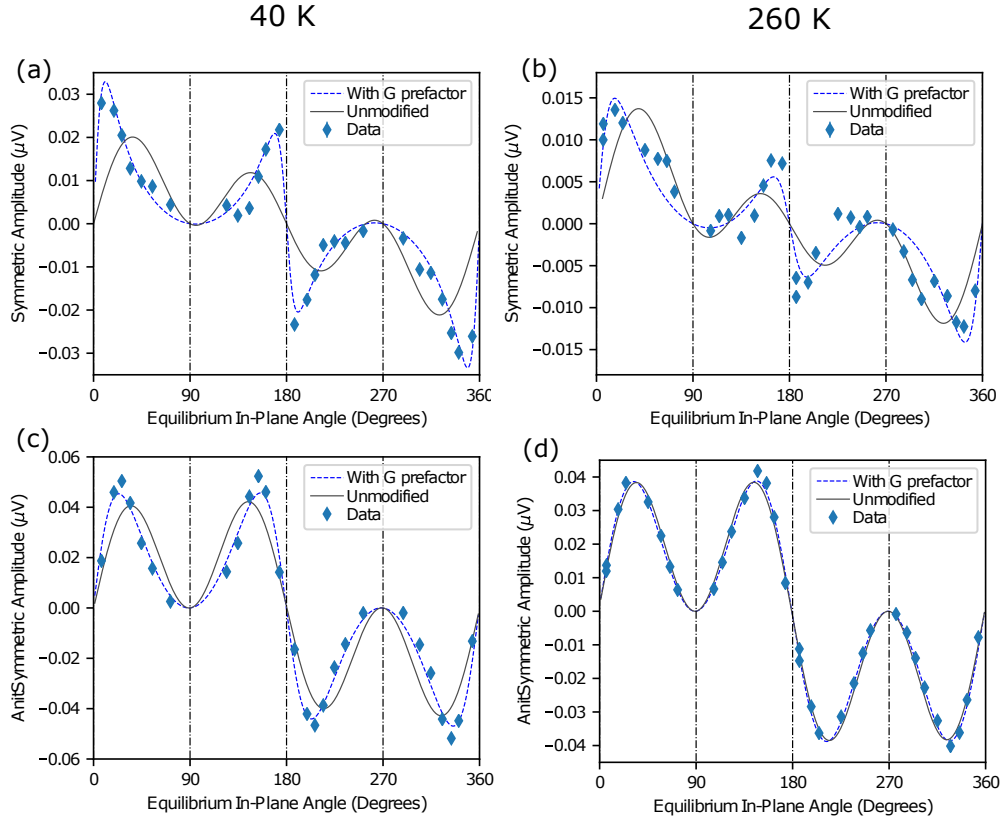 40 K
260 K
(a)
(b)
With G prefactor
Unmodified
Data
With G prefactor
Unmodified
Data
Symmetric Amplitude (μV)
0.03
0.02
0.01
0.00
−0.01
−0.02
−0.03
0
90
180
270
360
Equilibrium In-Plane Angle (Degrees)
Symmetric Amplitude (μV)
0.015
0.010
0.005
0.000
−0.005
−0.010
−0.015
0
90
180
270
360
Equilibrium In-Plane Angle (Degrees)
(c)
(d)
With G prefactor
Unmodified
Data
With G prefactor
Unmodified
Data
AnitSymmetric Amplitude (μV)
0.06
0.04
0.02
0.00
−0.02
−0.04
−0.06
0
90
180
270
360
Equilibrium In-Plane Angle (Degrees)
AnitSymmetric Amplitude (μV)
0.04
0.03
0.02
0.01
0.00
−0.01
−0.02
−0.03
−0.04
0
90
180
270
360
Equilibrium In-Plane Angle (Degrees)